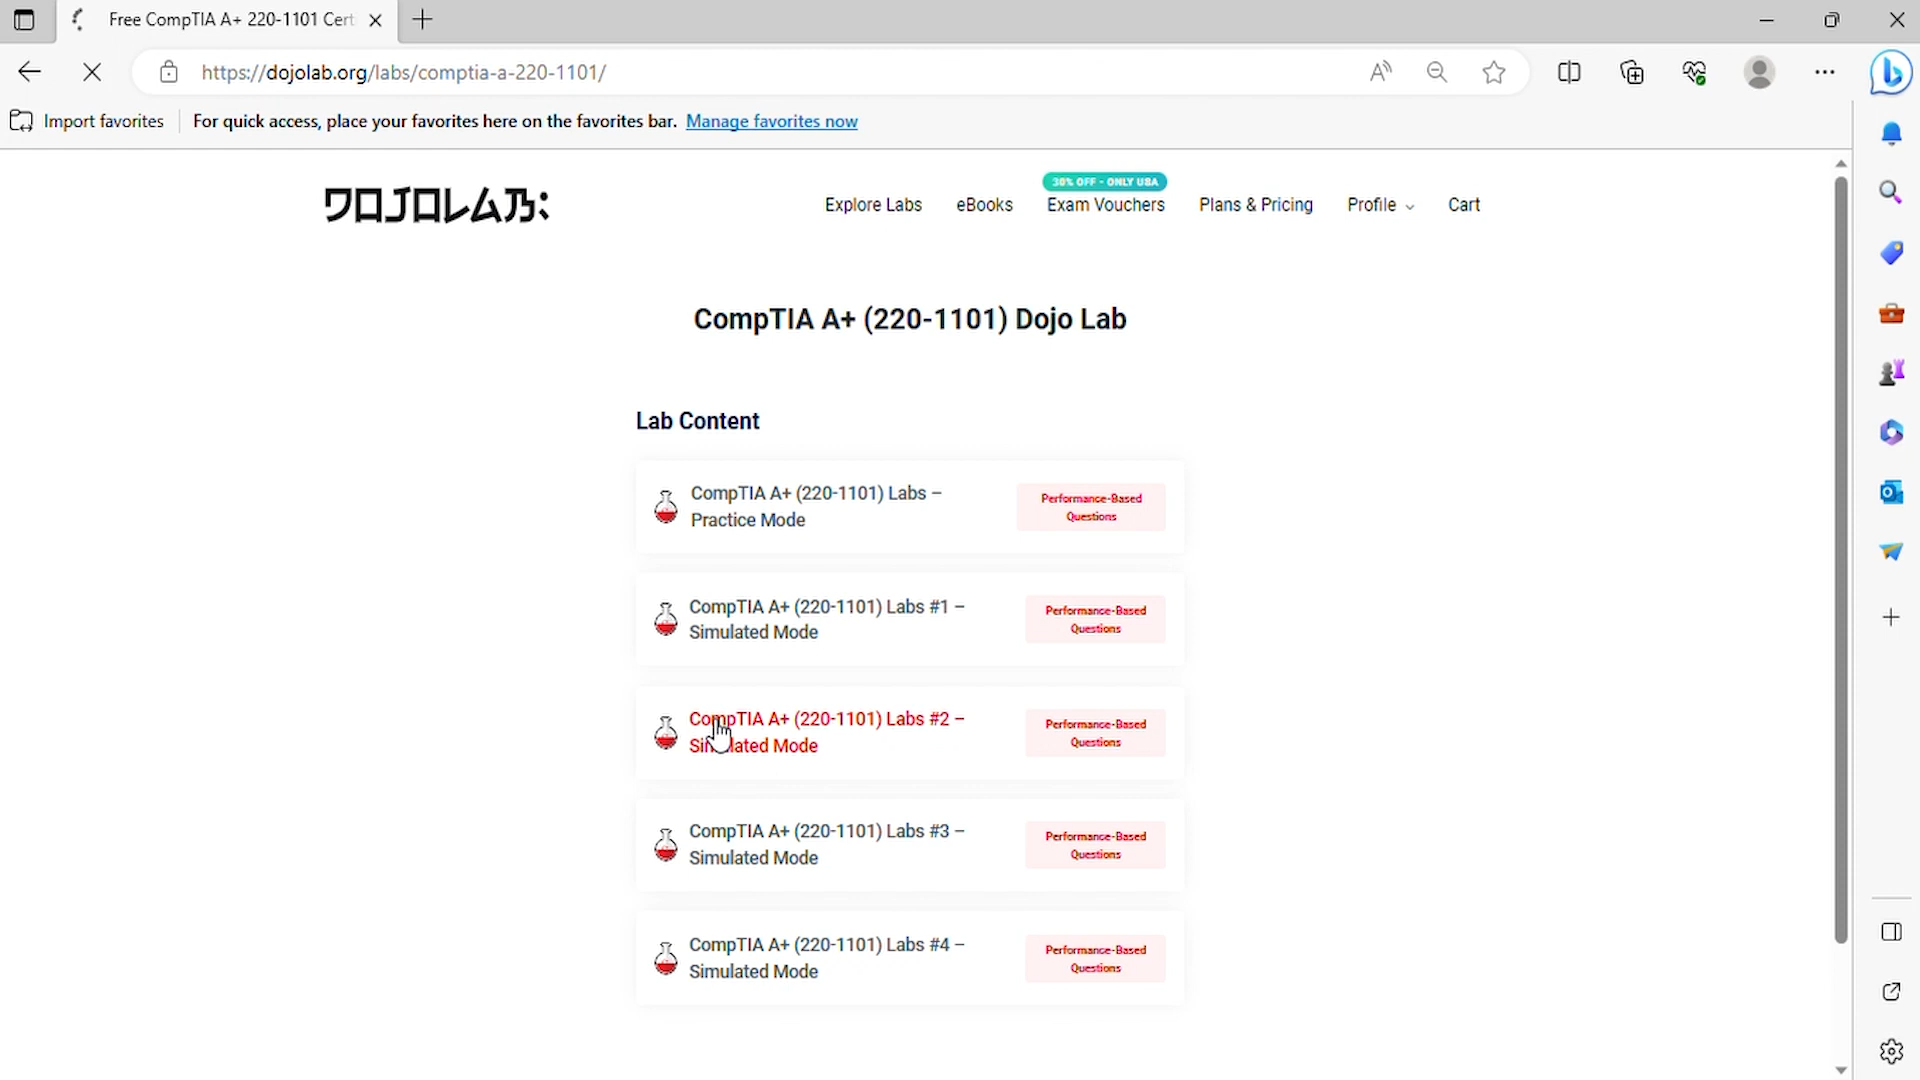 Free CompTIA A+ 220-1101 Cert
https://dojolab.org/labs/comptia-a-220-1101/
Import favorites
For quick access, place your favorites here on the favorites bar. Manage favorites now
DOJOLAB:
30% OFF - ONLY USA
Explore Labs
eBooks
Exam Vouchers
Plans & Pricing
Profile
Cart
CompTIA A+ (220-1101) Dojo Lab
Lab Content
CompTIA A+ (220-1101) Labs –
Practice Mode
Performance-Based
Questions
CompTIA A+ (220-1101) Labs #1 –
Simulated Mode
Performance-Based
Questions
CompTIA A+ (220-1101) Labs #2 –
Simulated Mode
Performance-Based
Questions
CompTIA A+ (220-1101) Labs #3 –
Simulated Mode
Performance-Based
Questions
CompTIA A+ (220-1101) Labs #4 –
Simulated Mode
Performance-Based
Questions